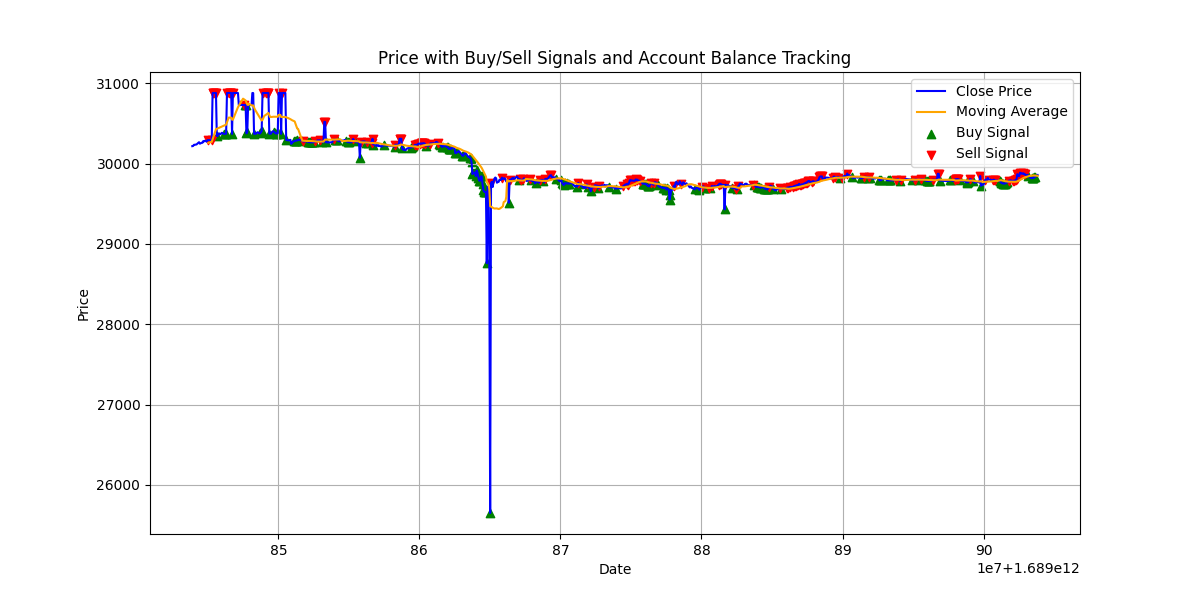 Price with Buy/Sell Signals and Account Balance Tracking
31000
30000
29000
28000
27000
26000
Price
Close Price
Moving Average
Buy Signal
Sell Signal
85 86 87 88 89 90
Date
1e7+1.689e12